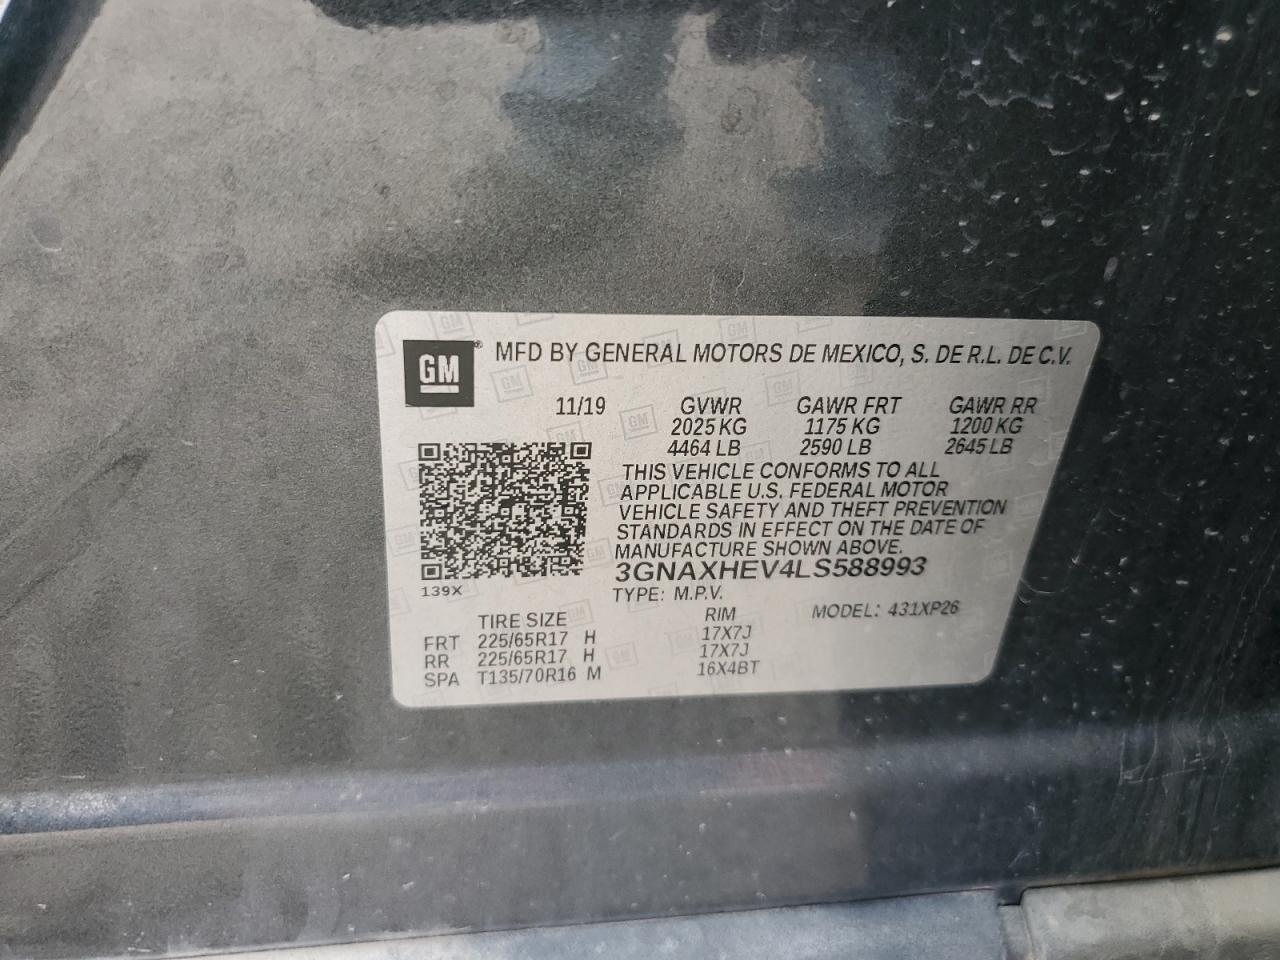 GM ® MFD BY GENERAL MOTORS DE MEXICO, S. DE R.L. DE C.V.
11/19 GVWR GAWR FRT GAWR RR
2025 KG 1175 KG 1200 KG
4464 LB 2590 LB 2645 LB
THIS VEHICLE CONFORMS TO ALL
APPLICABLE U.S. FEDERAL MOTOR
VEHICLE SAFETY AND THEFT PREVENTION
STANDARDS IN EFFECT ON THE DATE OF
MANUFACTURE SHOWN ABOVE.
3GNAXHEV4LS588993
139X
TYPE: M.P.V.
TIRE SIZE RIM MODEL: 431XP26
FRT 225/65R17 H 17X7J
RR 225/65R17 H 17X7J
SPA T135/70R16 M 16X4BT